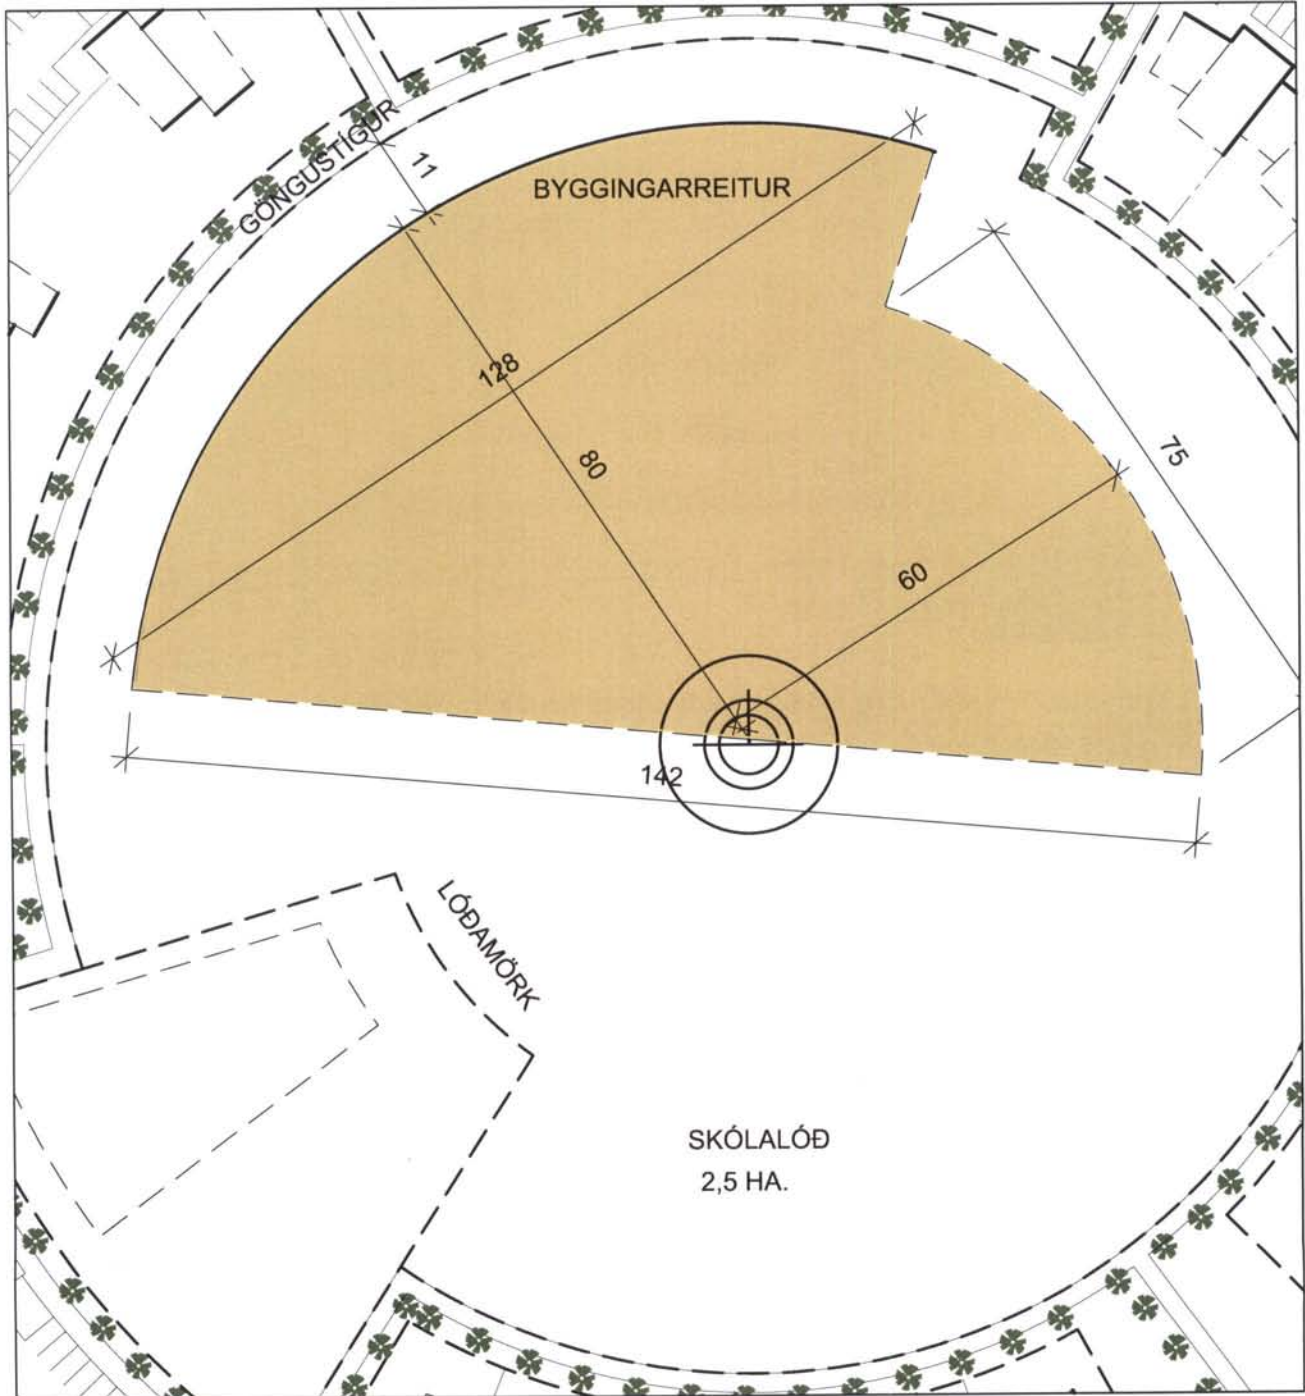 GÖNGUSTÍGUR
11
BYGGINGARREITUR
128
80
75
60
142
LÓÐAMÖRK
SKÓLALÓÐ
2,5 HA.